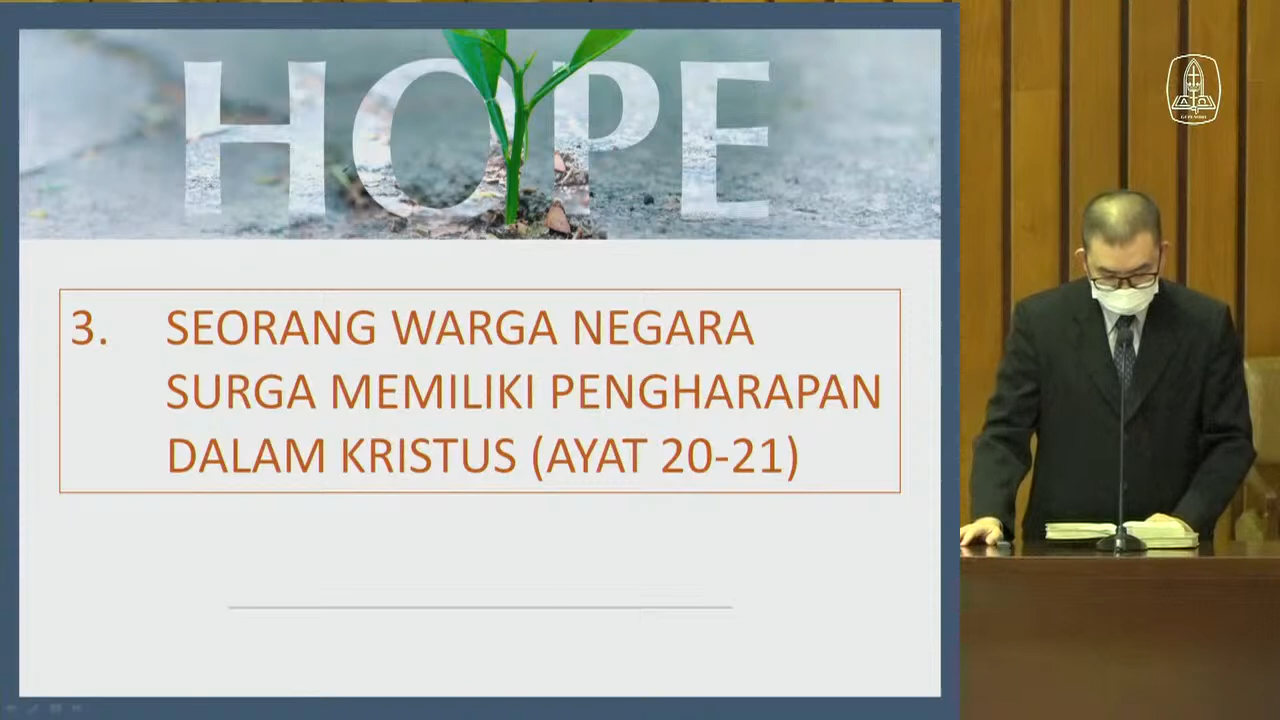 HOPE
3. SEORANG WARGA NEGARA
SURGA MEMILIKI PENGHARAPAN
DALAM KRISTUS (AYAT 20-21)